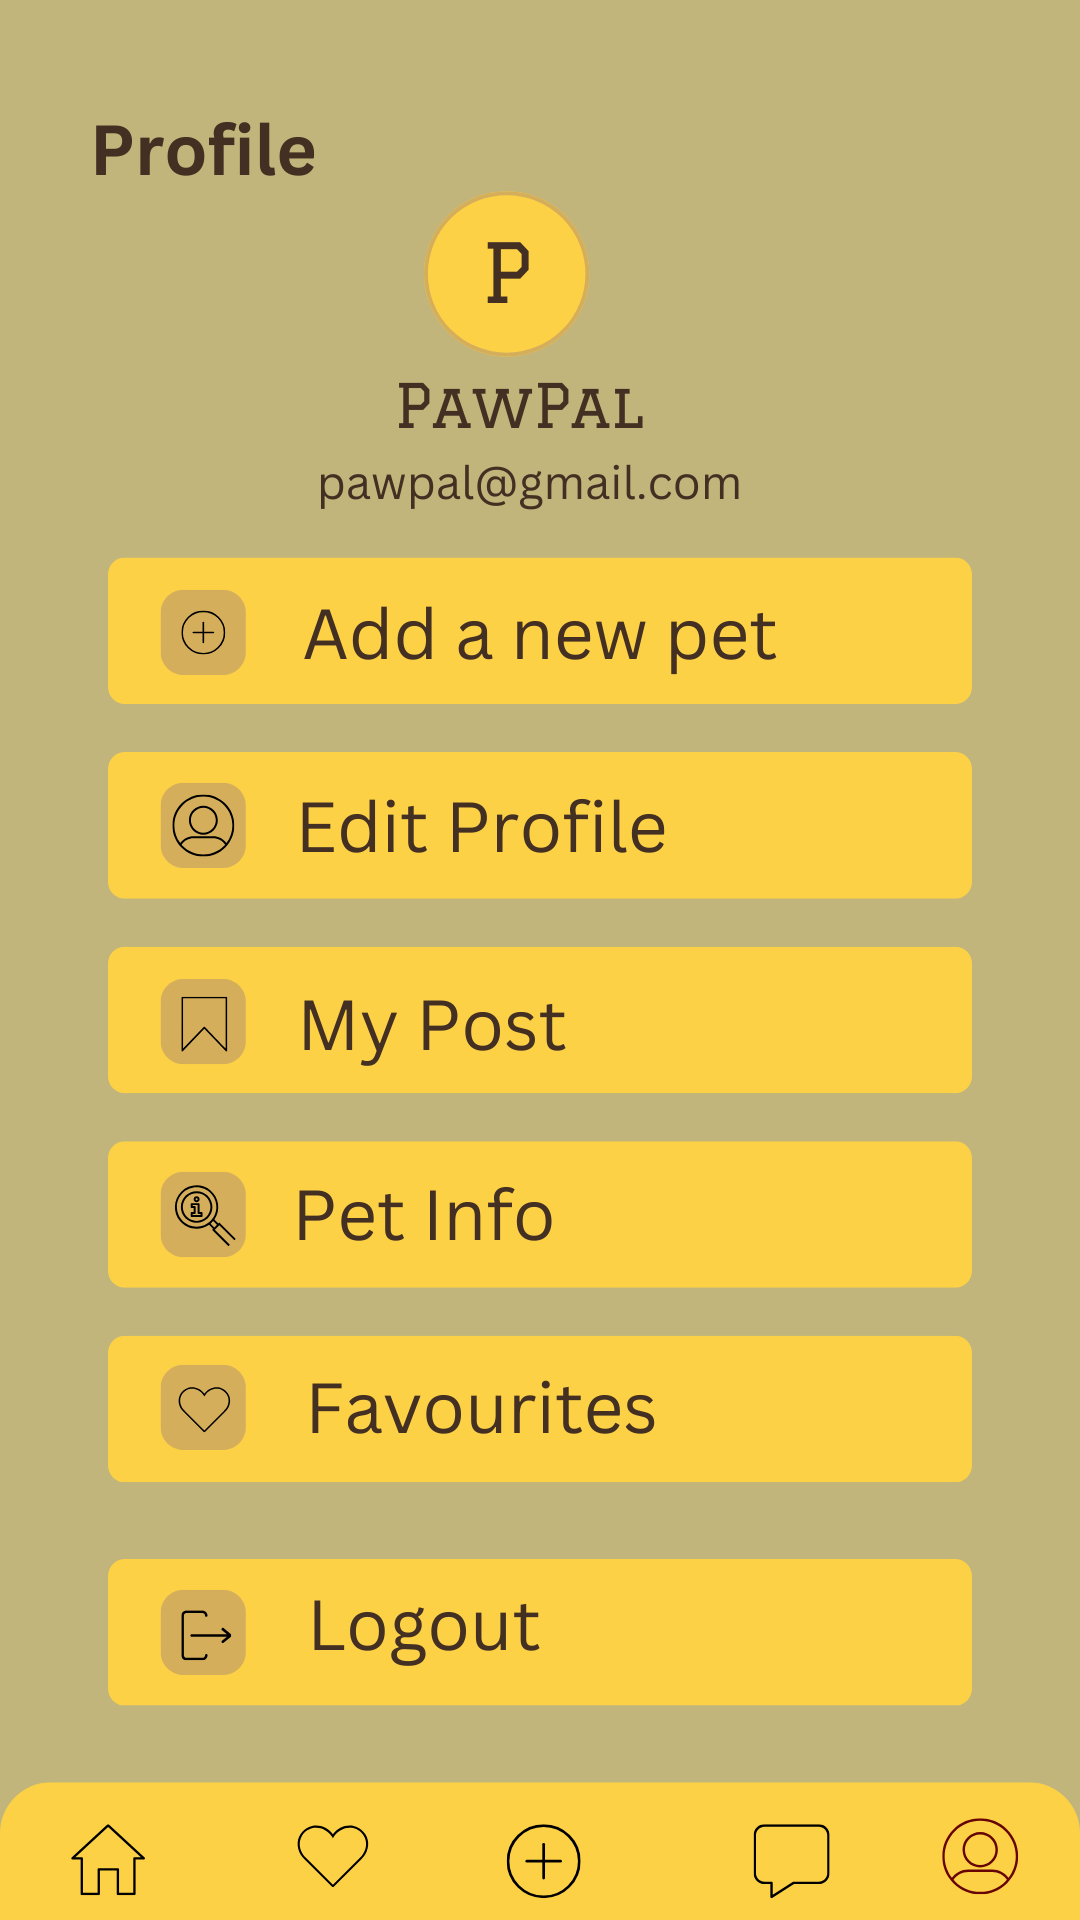 Profile
P
PawPal
pawpal@gmail.com
Add a new pet
Edit Profile
My Post
Pet Info
Favourites
Logout